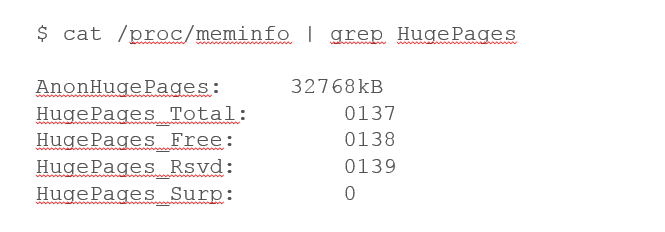 $ cat /proc/meminfo | grep HugePages
AnonHugePages: 32768kB
HugePages_Total: 0137
HugePages_Free: 0138
HugePages_Rsvd: 0139
HugePages_Surp: 0